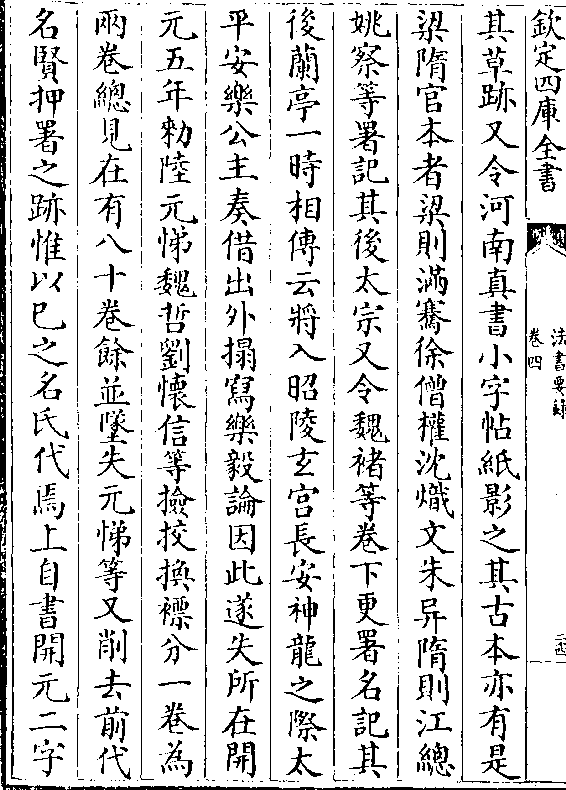 欽定四庫全書
法書要錄
卷四
其草跡又令河南真書小字帖紙影之其古本亦有是
梁隋官本者梁則滿騫徐僧權沈熾文朱异隋則江總
姚察等署記其後太宗又令魏褚等卷下更署名記其
後蘭亭一時相傳云將入昭陵玄宮長安神龍之際太
平安樂公主奏借出外搨寫樂毅論因此遂失所在開
元五年勅陸元悌魏哲劉懷信等撿挍換褾分一卷為
兩卷總見在有八十卷餘並墜失元悌等又削去前代
名賢押署之跡惟以己之名氏代焉上自書開元二字